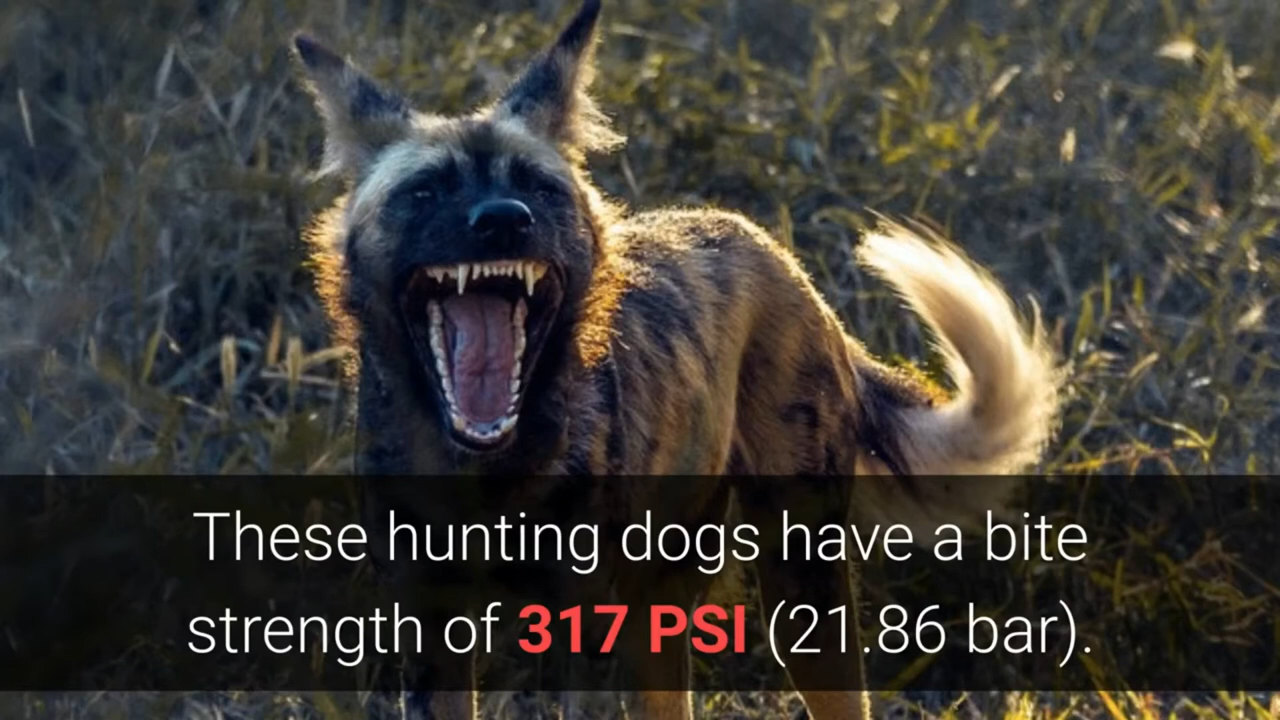 These hunting dogs have a bite
strength of 317 PSI (21.86 bar).